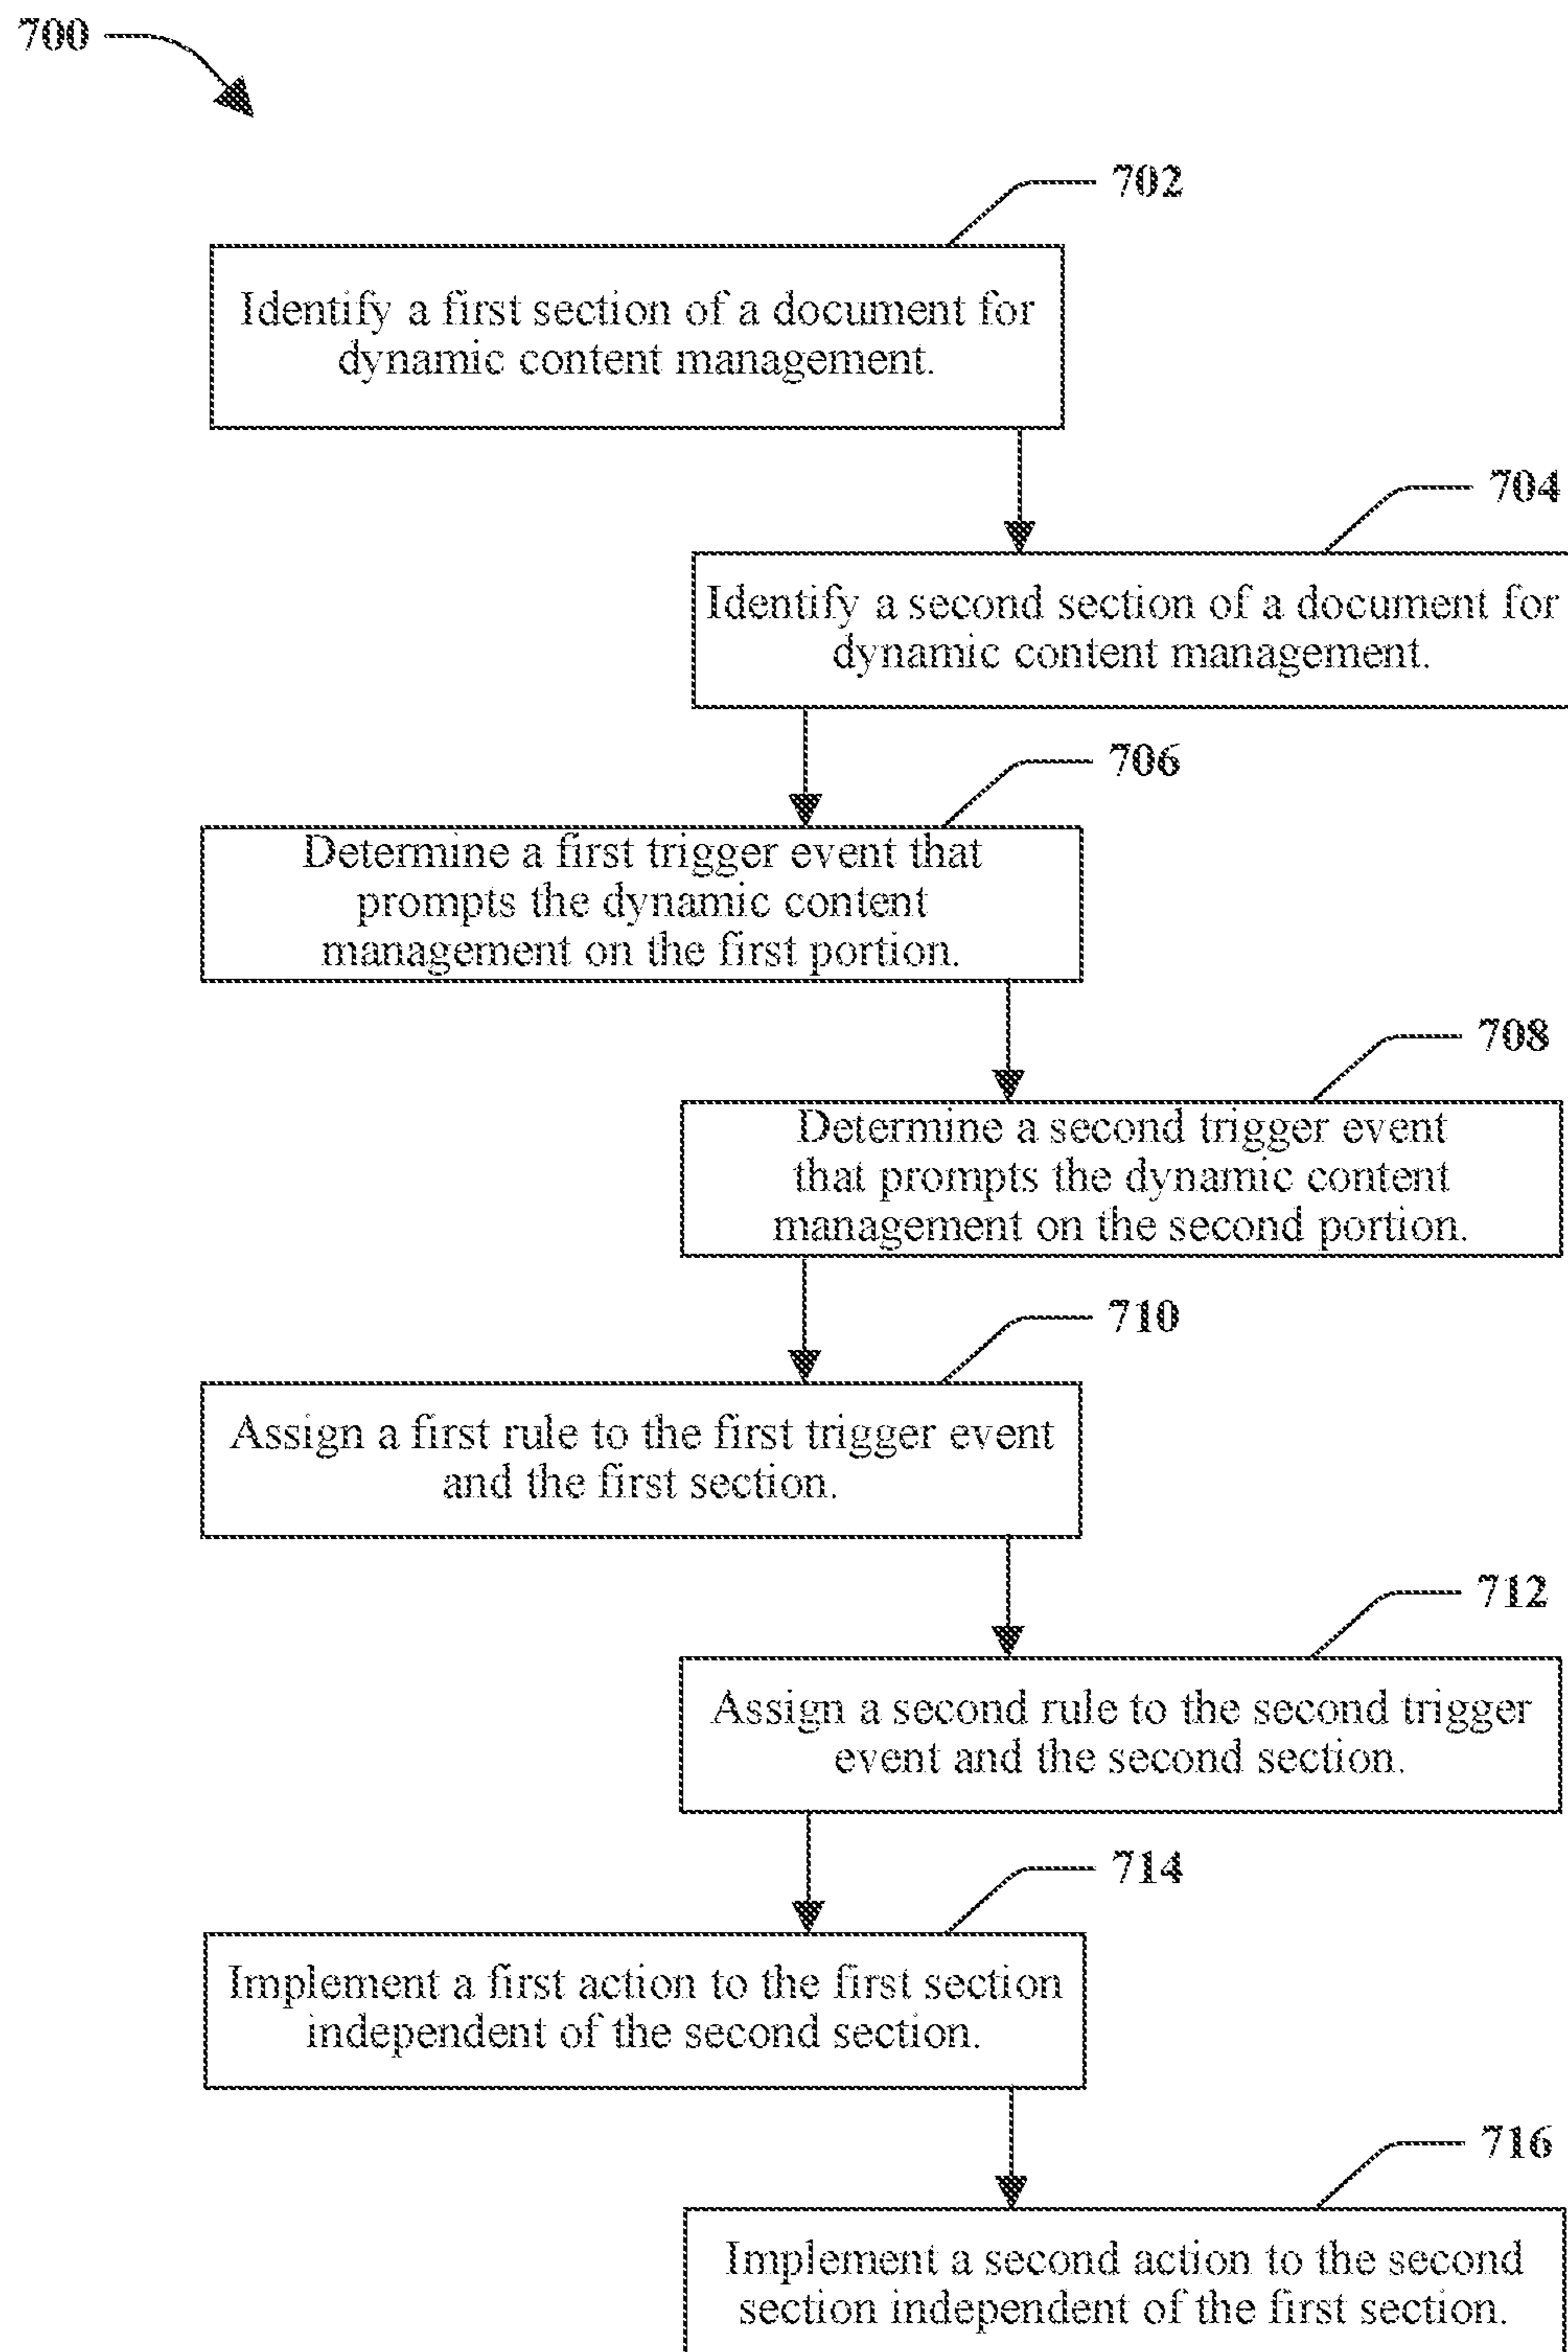 700
702
Identify a first section of a document for
dynamic content management.
704
Identify a second section of a document for
dynamic content management.
706
Determine a first trigger event that
prompts the dynamic content
management on the first portion.
708
Determine a second trigger event
that prompts the dynamic content
management on the second portion.
710
Assign a first rule to the first trigger event
and the first section.
712
Assign a second rule to the second trigger
event and the second section.
714
Implement a first action to the first section
independent of the second section.
716
Implement a second action to the second
section independent of the first section.